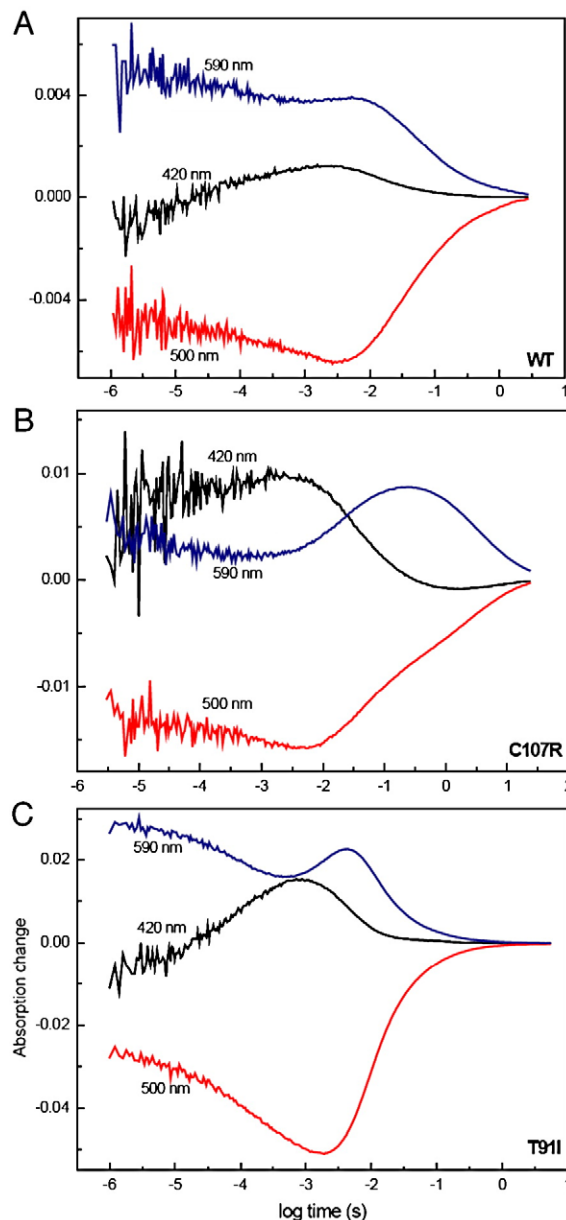 A
590 nm
0.004
420 nm
0.000
-0.004
500 nm
WT
-6 -5 -4 -3 -2 -1 0 1
B
420 nm
0.01
590 nm
0.00
500 nm
-0.01
C107R
-6 -5 -4 -3 -2 -1 0 1 2
C
590 nm
0.02
420 nm
0.00
-0.02
500 nm
-0.04
T91I
Absorption change
-6 -5 -4 -3 -2 -1 0 1
log time (s)